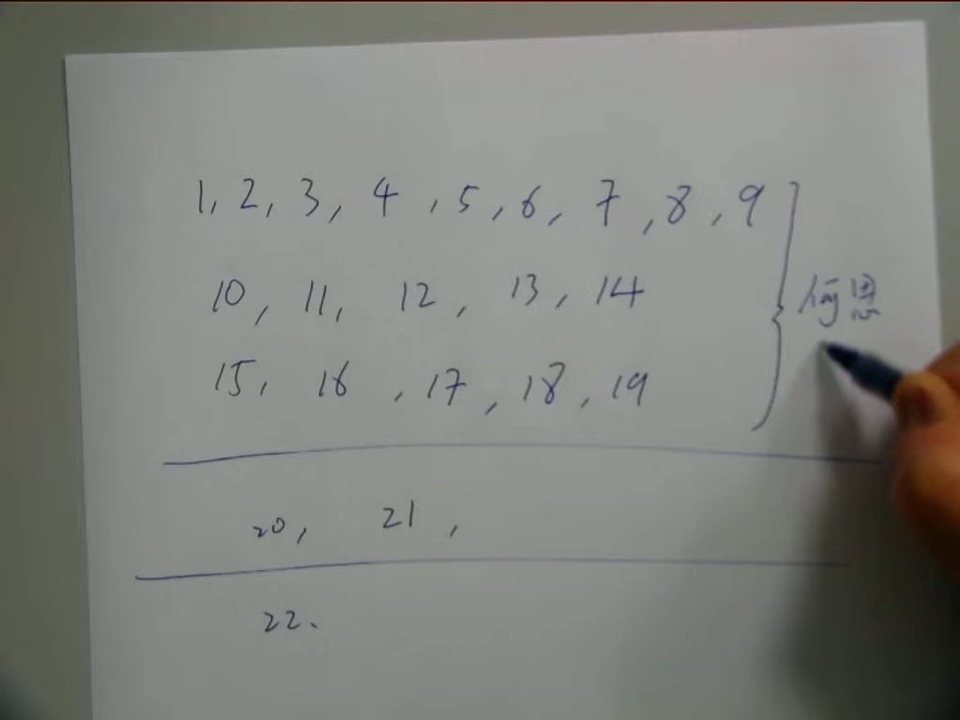 1, 2, 3, 4, 5, 6, 7, 8, 9
10, 11, 12, 13, 14
15, 16, 17, 18, 19
20, 21,
22、